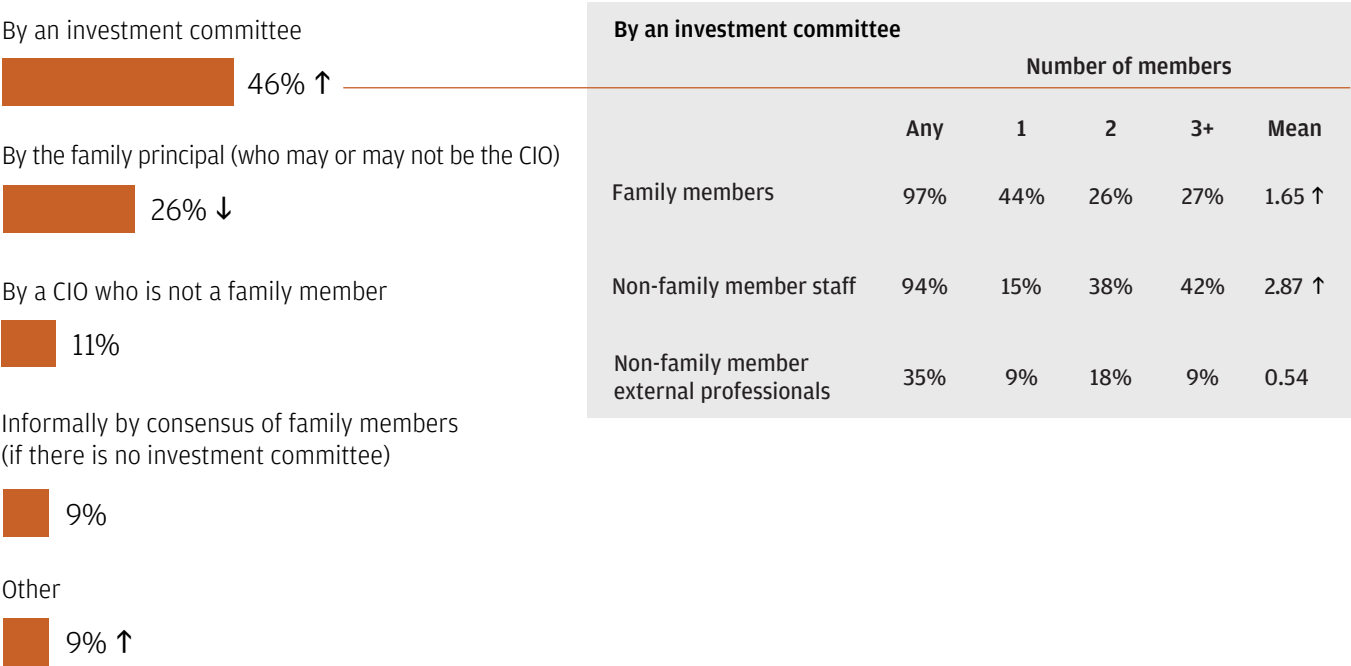 By an investment committee
46% ↑
By the family principal (who may or may not be the CIO)
26% ↓
By a CIO who is not a family member
11%
Informally by consensus of family members
(if there is no investment committee)
9%
Other
9% ↑
By an investment committee
Number of members
Any 1 2 3+ Mean
Family members 97% 44% 26% 27% 1.65 ↑
Non-family member staff 94% 15% 38% 42% 2.87 ↑
Non-family member
external professionals 35% 9% 18% 9% 0.54